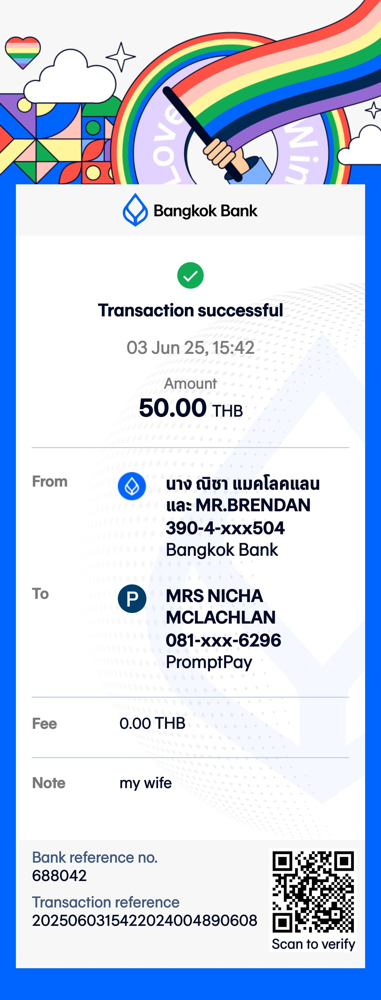 Love
Win
Bangkok Bank
Transaction successful
03 Jun 25, 15:42
Amount
50.00 THB
From
นาง ณิชา แมคโลคแลน
และ MR.BRENDAN
390-4-xxx504
Bangkok Bank
To
P
MRS NICHA
MCLACHLAN
081-xxx-6296
PromptPay
Fee
0.00 THB
Note
my wife
Bank reference no.
688042
Transaction reference
2025060315422024004890608
Scan to verify